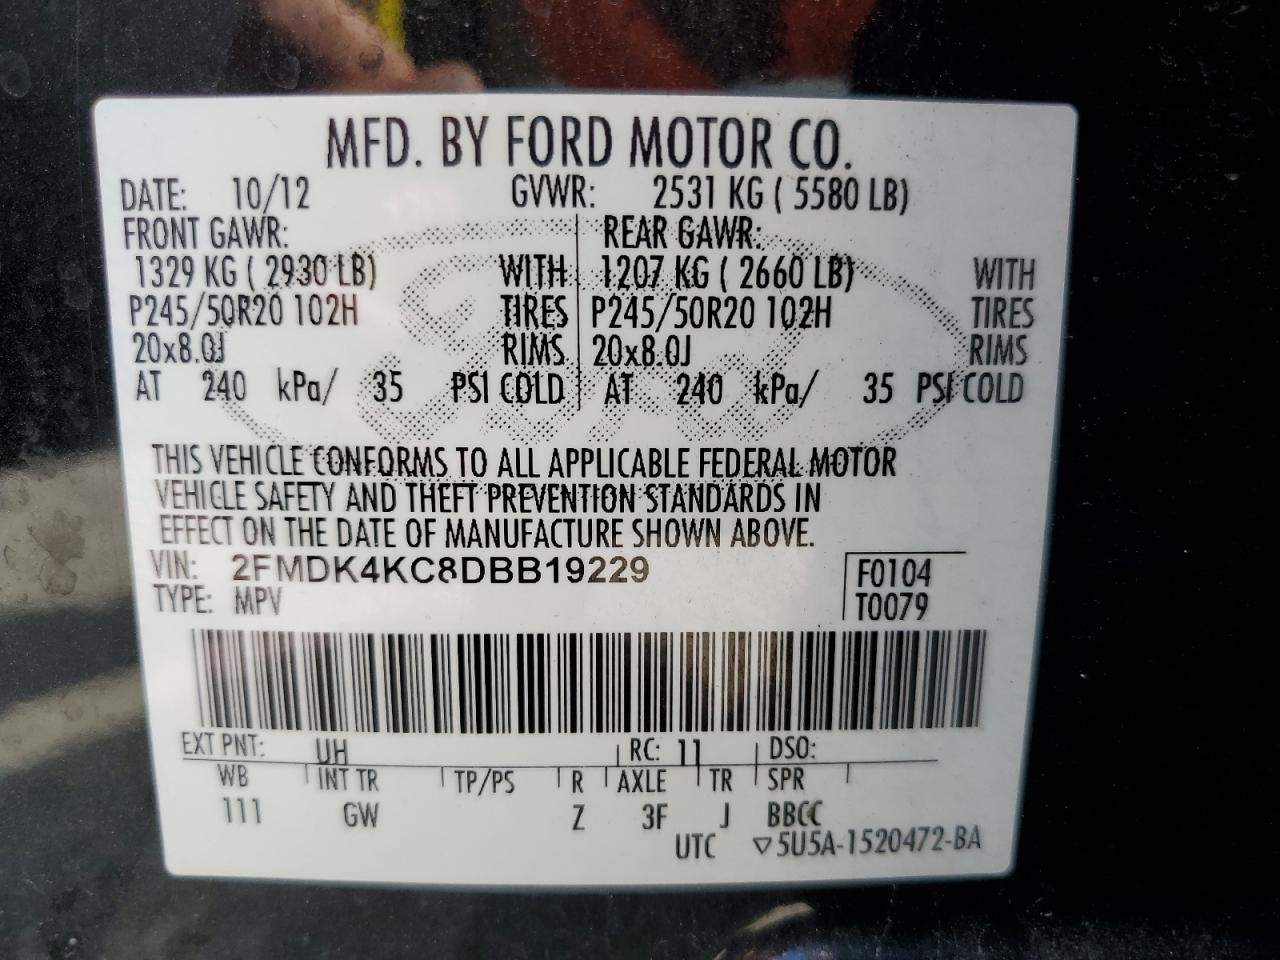 MFD. BY FORD MOTOR CO.
DATE: 10/12 GVWR: 2531 KG ( 5580 LB)
FRONT GAWR: REAR GAWR:
1329 KG ( 2930 LB) WITH 1207 KG ( 2660 LB) WITH
P245/50R20 102H TIRES P245/50R20 102H TIRES
20x8.0J RIMS 20x8.0J RIMS
AT 240 kPa/ 35 PSI COLD AT 240 kPa/ 35 PSI COLD
THIS VEHICLE CONFORMS TO ALL APPLICABLE FEDERAL MOTOR
VEHICLE SAFETY AND THEFT PREVENTION STANDARDS IN
EFFECT ON THE DATE OF MANUFACTURE SHOWN ABOVE.
VIN: 2FMDK4KC8DBB19229 F0104
TYPE: MPV T0079
EXT PNT: UH RC: 11 DSO:
WB INT TR TP/PS R AXLE TR SPR
111 GW Z 3F J BBCC
UTC ▽5U5A-1520472-BA
Ford